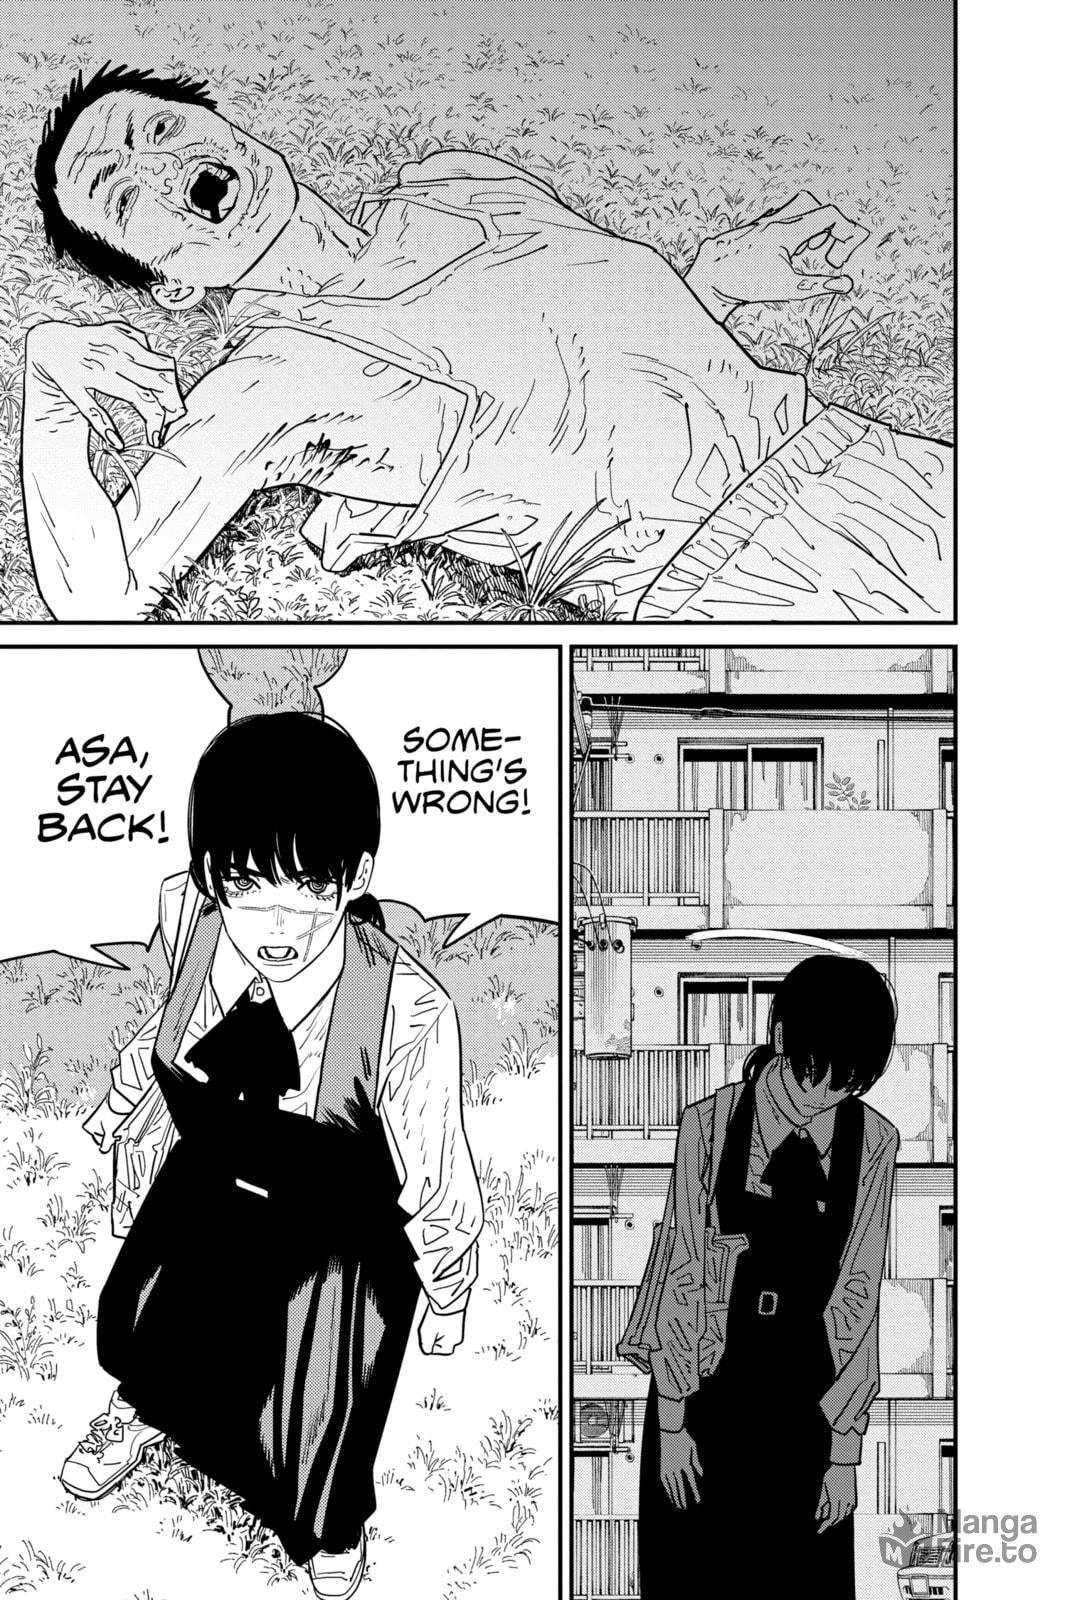 SOME-
THING'S
WRONG!
ASA,
STAY
BACK!
Manga
Fire.to